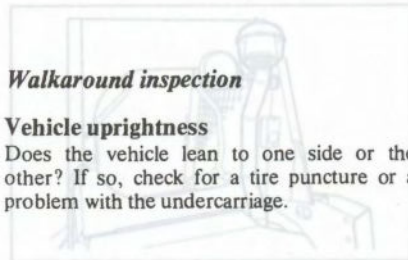 Walkaround inspection
Vehicle uprightness
Does the vehicle lean to one side or the
other? If so, check for a tire puncture or a
problem with the undercarriage.